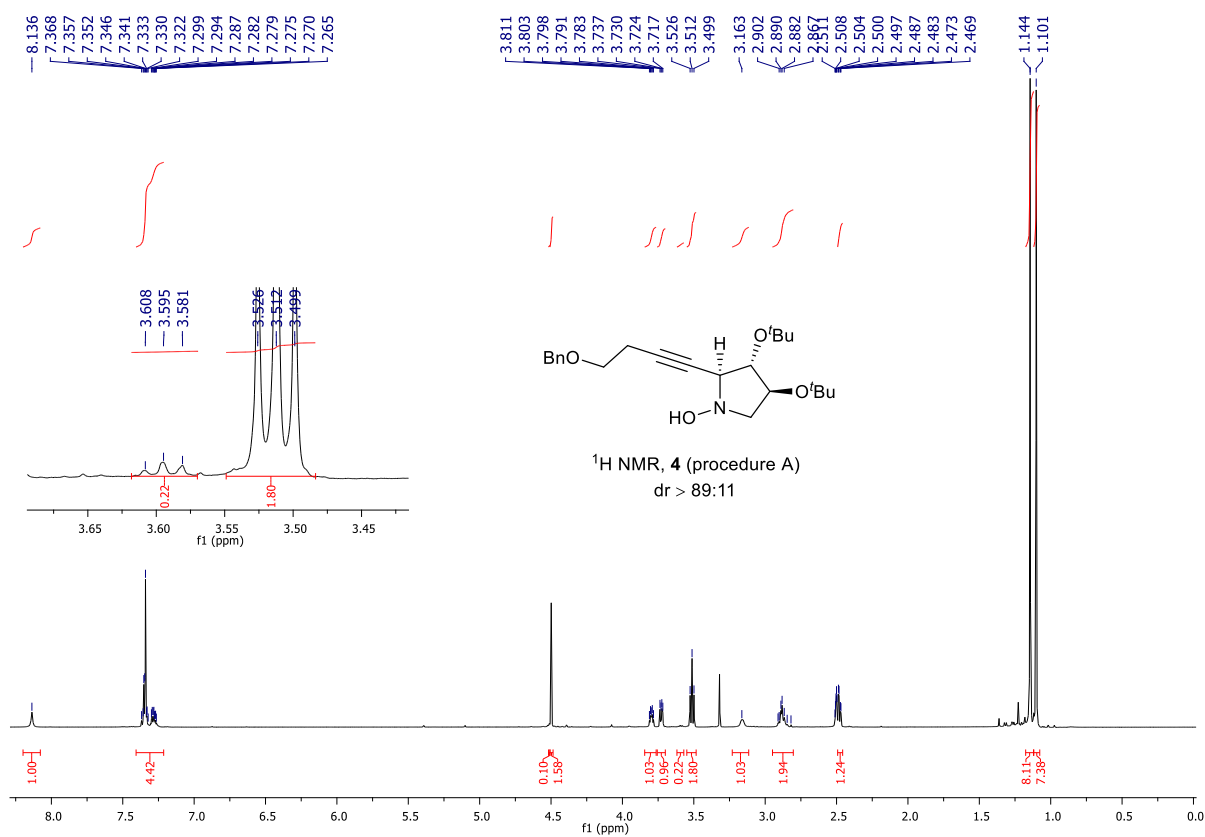 8.136 7.368 7.357 7.352 7.346 7.341 7.333 7.330 7.322 7.299 7.294 7.287 7.282 7.279 7.275 7.270 7.265
3.811 3.803 3.798 3.791 3.783 3.737 3.730 3.724 3.717 3.526 3.512 3.499 3.163 2.902 2.890 2.882 2.867 2.511 2.508 2.504 2.500 2.497 2.487 2.483 2.473 2.469
1.144 1.101
3.608 3.595 3.581 3.526 3.512 3.499
0.22 1.80
3.65 3.60 3.55 3.50 3.45
f1 (ppm)
H OᵗBu
BnO
OᵗBu
N
HO
¹H NMR, 4 (procedure A)
dr > 89:11
1.00 4.42 0.10 1.58 1.03 0.96 0.22 1.80 1.03 1.94 1.24 8.11 7.38
8.0 7.5 7.0 6.5 6.0 5.5 5.0 4.5 4.0 3.5 3.0 2.5 2.0 1.5 1.0 0.5 0.0
f1 (ppm)